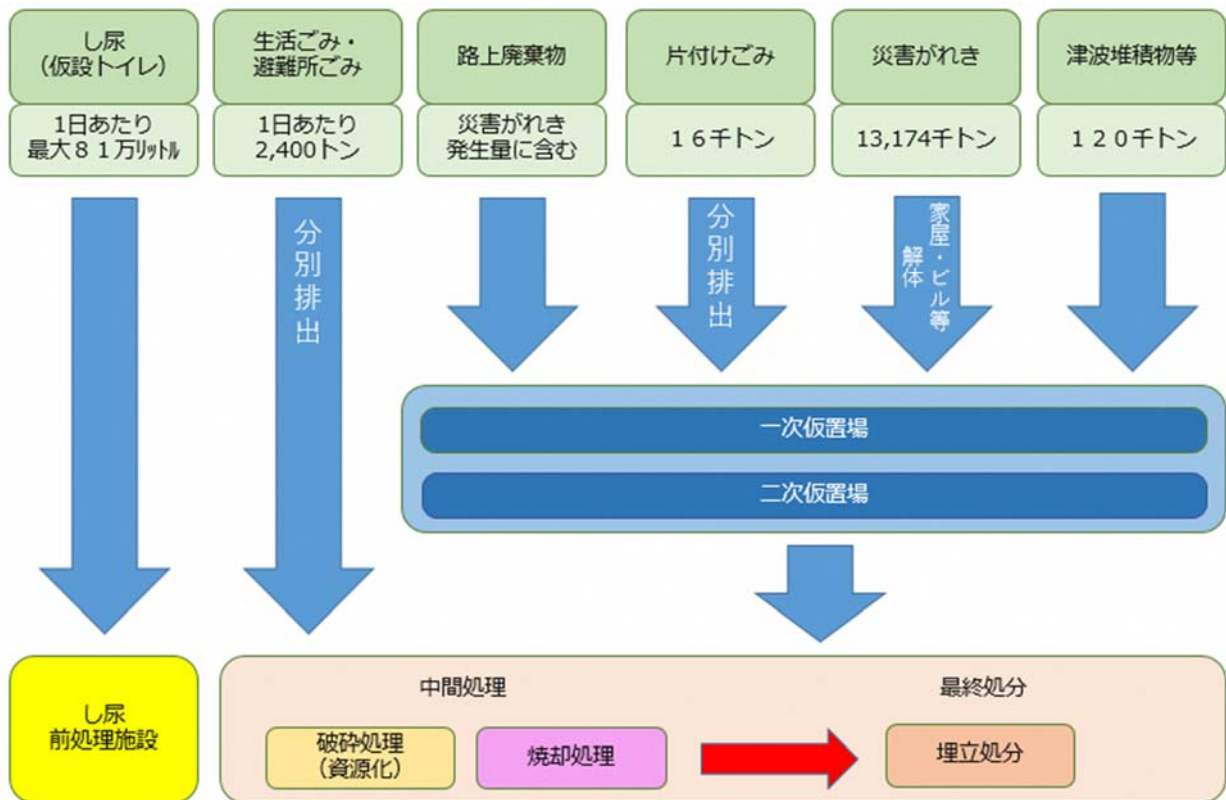 し尿
（仮設トイレ）
生活ごみ・
避難所ごみ
路上廃棄物
片付けごみ
災害がれき
津波堆積物等
1日あたり
最大８１万ﾘｯﾄﾙ
1日あたり
2,400トン
災害がれき
発生量に含む
１６千トン
13,174千トン
１２０千トン
分別排出
分別排出
家屋・ビル等
解体
一次仮置場
二次仮置場
し尿
前処理施設
中間処理
最終処分
破砕処理
（資源化）
焼却処理
埋立処分